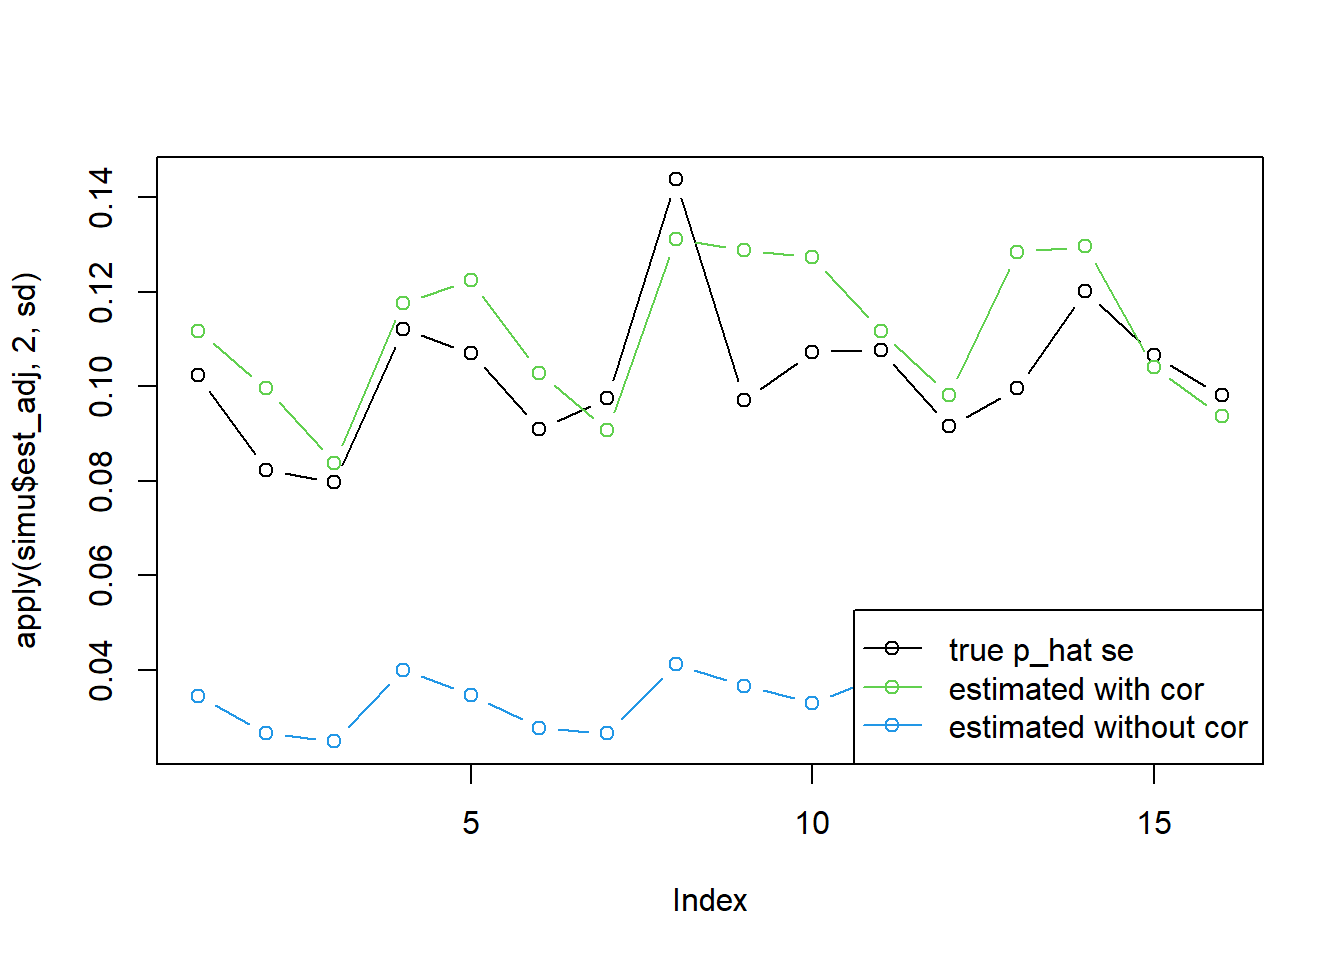 apply(simu$est_adj, 2, sd)
0.14
0.12
0.10
0.08
0.06
0.04
true p_hat se
estimated with cor
estimated without cor
5
10
15
Index